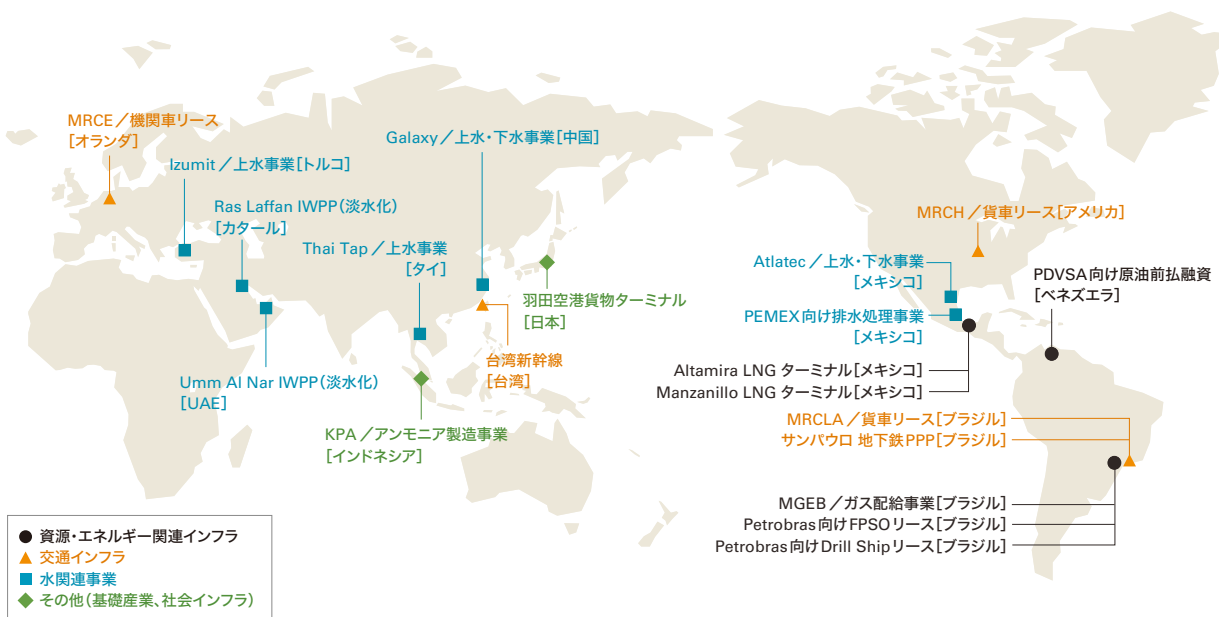 MRCE／機関車リース
[オランダ]
Izumit／上水事業[トルコ]
Ras Laffan IWPP(淡水化)
[カタール]
Thai Tap／上水事業
[タイ]
Galaxy／上水・下水事業[中国]
羽田空港貨物ターミナル
[日本]
台湾新幹線
[台湾]
Umm Al Nar IWPP(淡水化)
[UAE]
KPA／アンモニア製造事業
[インドネシア]
MRCH／貨車リース[アメリカ]
Atlatec／上水・下水事業
[メキシコ]
PDVSA向け原油前払融資
[ベネズエラ]
PEMEX向け排水処理事業
[メキシコ]
Altamira LNG ターミナル[メキシコ]
Manzanillo LNG ターミナル[メキシコ]
MRCLA／貨車リース[ブラジル]
サンパウロ 地下鉄PPP[ブラジル]
MGEB／ガス配給事業[ブラジル]
Petrobras向けFPSOリース[ブラジル]
Petrobras向けDrill Shipリース[ブラジル]
資源・エネルギー関連インフラ
交通インフラ
水関連事業
その他(基礎産業、社会インフラ)